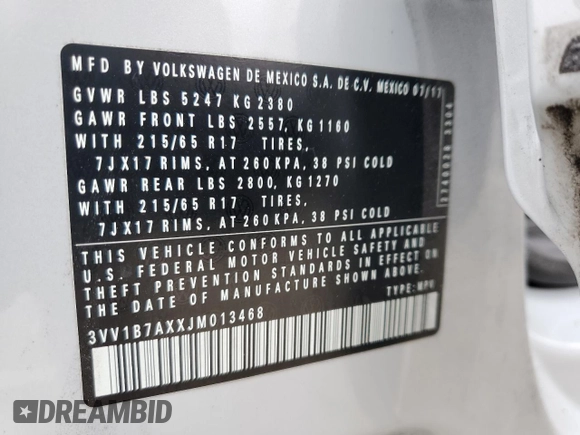 MFD BY VOLKSWAGEN DE MEXICO S.A. DE C.V. MEXICO 07/17
GVWR LBS 5247 KG 2380
GAWR FRONT LBS 2557, KG 1160
WITH 215/65 R17 TIRES,
7JX17 RIMS, AT 260 KPA, 38 PSI COLD
GAWR REAR LBS 2800, KG 1270
WITH 215/65 R17 TIRES,
7JX17 RIMS, AT 260 KPA, 38 PSI COLD
THIS VEHICLE CONFORMS TO ALL APPLICABLE
U.S. FEDERAL MOTOR VEHICLE SAFETY AND
THEFT PREVENTION STANDARDS IN EFFECT ON
THE DATE OF MANUFACTURE SHOWN ABOVE.
TYPE: MPV
3VV1B7AXXJM013468
DREAMBID